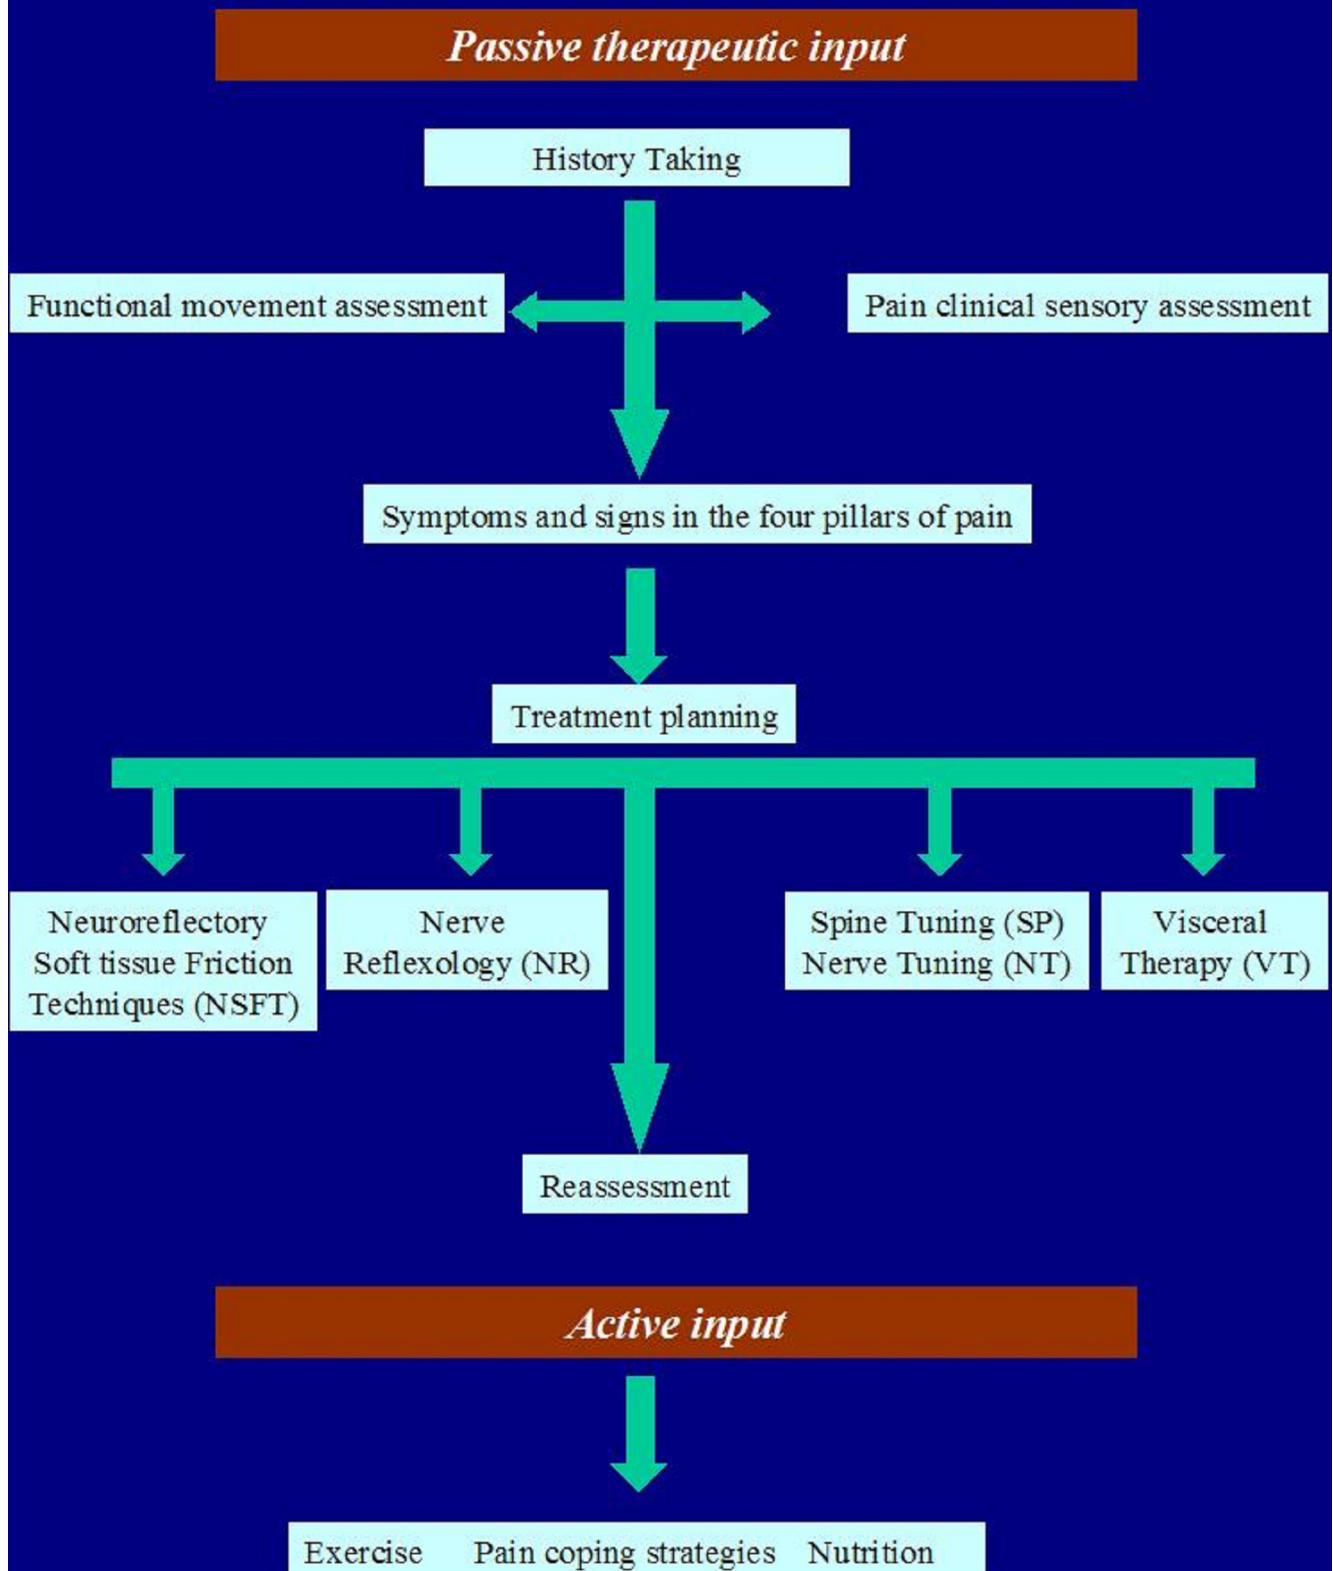 Passive therapeutic input
History Taking
Functional movement assessment
Pain clinical sensory assessment
Symptoms and signs in the four pillars of pain
Treatment planning
Neuroreflectory
Soft tissue Friction
Techniques (NSFT)
Nerve
Reflexology (NR)
Spine Tuning (SP)
Nerve Tuning (NT)
Visceral
Therapy (VT)
Reassessment
Active input
Exercise Pain coping strategies Nutrition